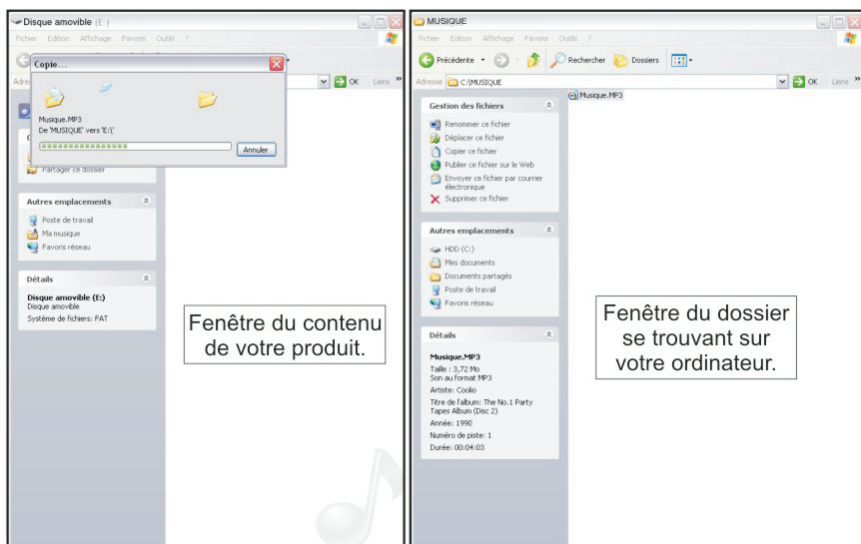 Disque amovible (E:)
Fichier Edition Affichage Favoris Outils ?
Copie...
Musique.MP3
De 'MUSIQUE' vers 'E:\'
Annuler
OK Liens »
Partager ce dossier
Autres emplacements
Poste de travail
Ma musique
Favoris réseau
Détails
Disque amovible (E:)
Disque amovible
Système de fichiers: FAT
Fenêtre du contenu
de votre produit.
MUSIQUE
Fichier Edition Affichage Favoris Outils ?
Précédente Rechercher Dossiers
Adresse C:\MUSIQUE OK Liens »
Musique.MP3
Gestion des fichiers
Renommer ce fichier
Déplacer ce fichier
Copier ce fichier
Publier ce fichier sur le Web
Envoyer ce fichier par courrier
électronique
Supprimer ce fichier
Autres emplacements
HDD (C:)
Mes documents
Documents partagés
Poste de travail
Favoris réseau
Détails
Musique.MP3
Taille : 3,72 Mo
Son au format MP3
Artiste: Coolio
Titre de l'album: The No.1 Party
Tapes Album (Disc 2)
Année: 1990
Numéro de piste: 1
Durée: 00:04:03
Fenêtre du dossier
se trouvant sur
votre ordinateur.